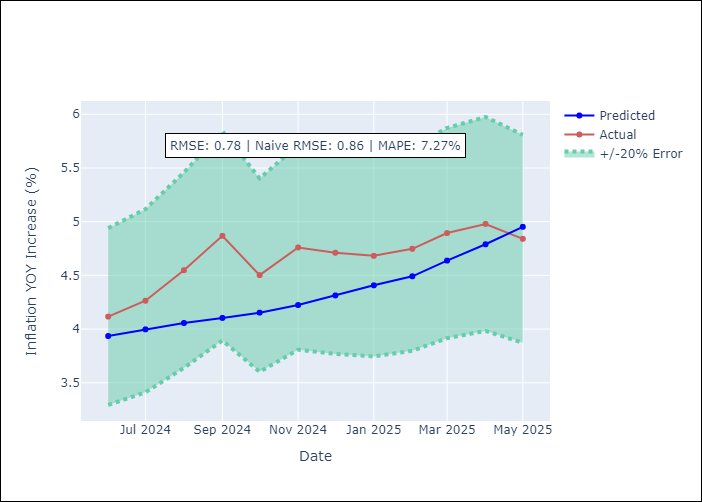 6
5.5
5
4.5
4
3.5
Inflation YOY Increase (%)
RMSE: 0.78 | Naive RMSE: 0.86 | MAPE: 7.27%
Predicted
Actual
+/-20% Error
Jul 2024
Sep 2024
Nov 2024
Jan 2025
Mar 2025
May 2025
Date